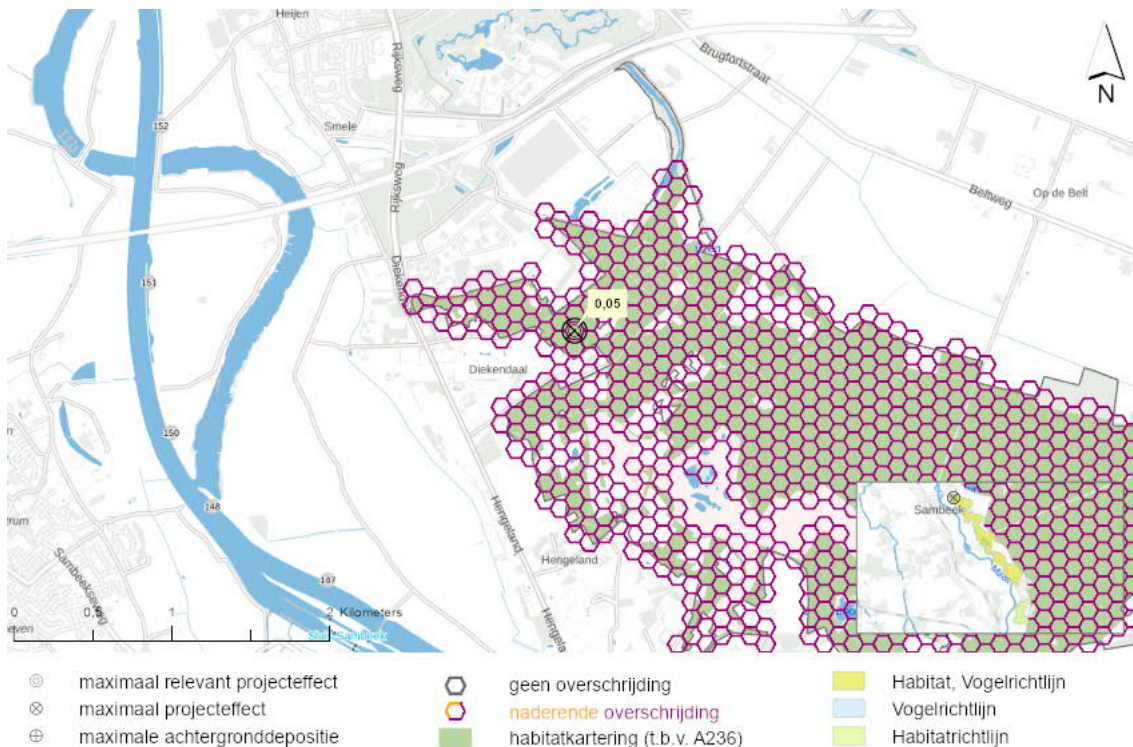 Heijen
Rijksweg
Brugfortstraat
N
152
Smele
Rijksweg
Beltweg
Op de Belt
151
0,05
Diekendaal
150
148
Hengeland
Sambeek
Hengeland
147
Sambeekseweg
0
1
2 Kilometers
Maas
maximaal relevant projecteffect
geen overschrijding
Habitat, Vogelrichtlijn
maximaal projecteffect
naderende overschrijding
Vogelrichtlijn
maximale achtergronddepositie
habitatkartering (t.b.v. A236)
Habitatrichtlijn